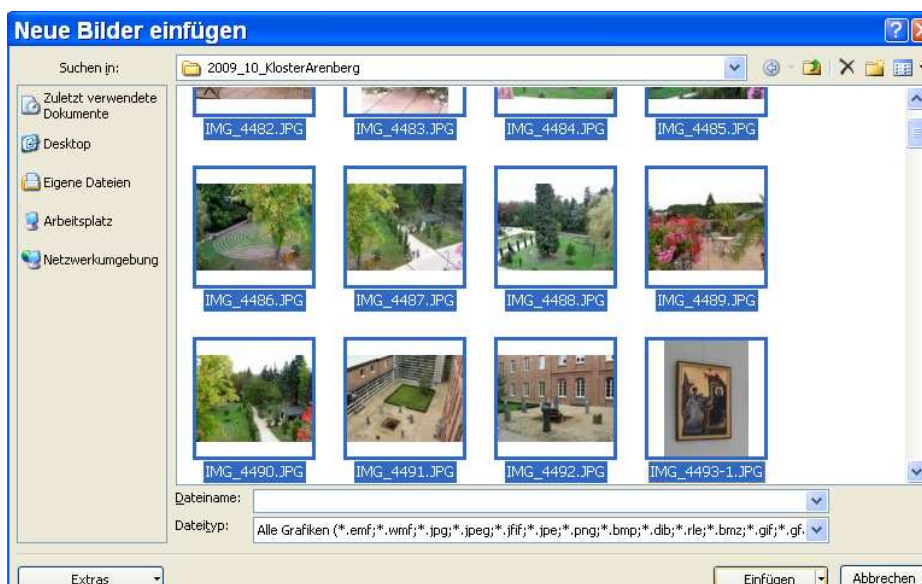 Neue Bilder einfügen
Suchen in:
2009_10_KlosterArenberg
Zuletzt verwendete
Dokumente
Desktop
Eigene Dateien
Arbeitsplatz
Netzwerkumgebung
IMG_4482.JPG
IMG_4483.JPG
IMG_4484.JPG
IMG_4485.JPG
IMG_4486.JPG
IMG_4487.JPG
IMG_4488.JPG
IMG_4489.JPG
IMG_4490.JPG
IMG_4491.JPG
IMG_4492.JPG
IMG_4493-1.JPG
Dateiname:
Dateityp:
Alle Grafiken (*.emf;*.wmf;*.jpg;*.jpeg;*.jfif;*.jpe;*.png;*.bmp;*.dib;*.rle;*.bmz;*.gif;*.gf.
Extras
Einfügen
Abbrechen